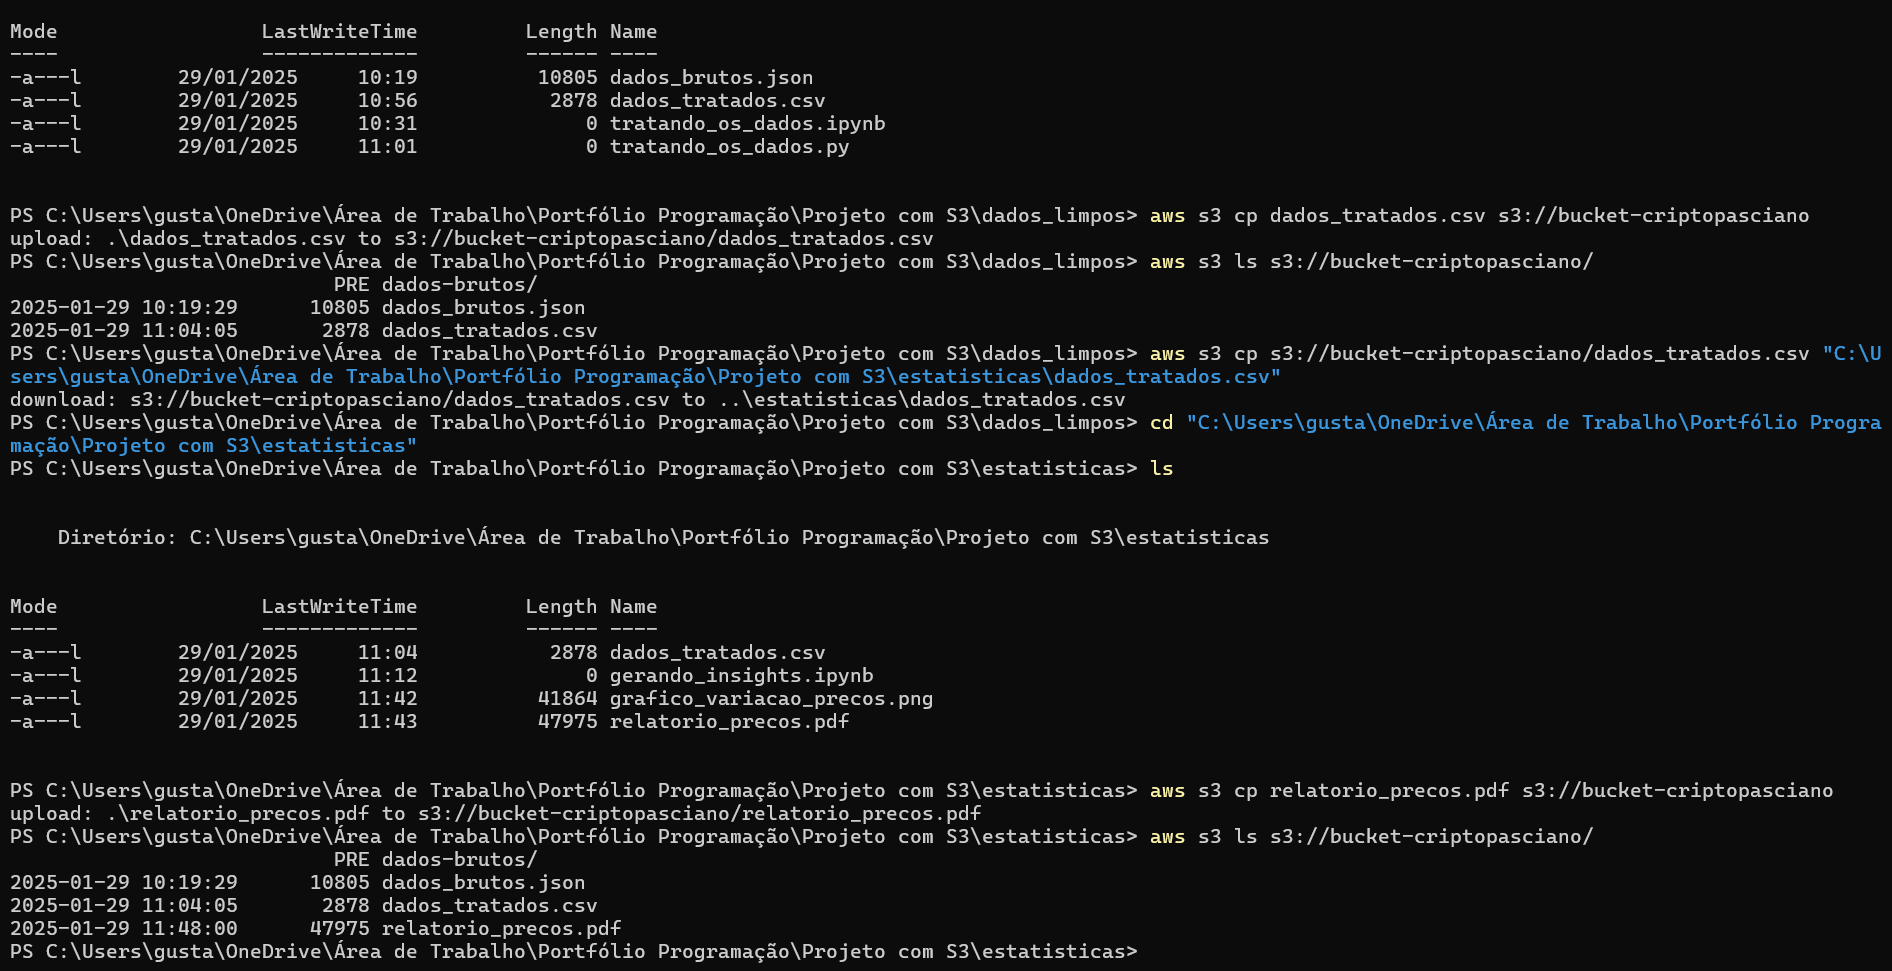 Mode                 LastWriteTime         Length Name
----                 -------------         ------ ----
-a---l        29/01/2025     10:19          10805 dados_brutos.json
-a---l        29/01/2025     10:56           2878 dados_tratados.csv
-a---l        29/01/2025     10:31              0 tratando_os_dados.ipynb
-a---l        29/01/2025     11:01              0 tratando_os_dados.py
PS C:\Users\gusta\OneDrive\Área de Trabalho\Portfólio Programação\Projeto com S3\dados_limpos> aws s3 cp dados_tratados.csv s3://bucket-criptopasciano
upload: .\dados_tratados.csv to s3://bucket-criptopasciano/dados_tratados.csv
PS C:\Users\gusta\OneDrive\Área de Trabalho\Portfólio Programação\Projeto com S3\dados_limpos> aws s3 ls s3://bucket-criptopasciano/
                           PRE dados-brutos/
2025-01-29 10:19:29      10805 dados_brutos.json
2025-01-29 11:04:05       2878 dados_tratados.csv
PS C:\Users\gusta\OneDrive\Área de Trabalho\Portfólio Programação\Projeto com S3\dados_limpos> aws s3 cp s3://bucket-criptopasciano/dados_tratados.csv "C:\U
sers\gusta\OneDrive\Área de Trabalho\Portfólio Programação\Projeto com S3\estatisticas\dados_tratados.csv"
download: s3://bucket-criptopasciano/dados_tratados.csv to ..\estatisticas\dados_tratados.csv
PS C:\Users\gusta\OneDrive\Área de Trabalho\Portfólio Programação\Projeto com S3\dados_limpos> cd "C:\Users\gusta\OneDrive\Área de Trabalho\Portfólio Progra
mação\Projeto com S3\estatisticas"
PS C:\Users\gusta\OneDrive\Área de Trabalho\Portfólio Programação\Projeto com S3\estatisticas> ls
    Diretório: C:\Users\gusta\OneDrive\Área de Trabalho\Portfólio Programação\Projeto com S3\estatisticas
Mode                 LastWriteTime         Length Name
----                 -------------         ------ ----
-a---l        29/01/2025     11:04           2878 dados_tratados.csv
-a---l        29/01/2025     11:12              0 gerando_insights.ipynb
-a---l        29/01/2025     11:42          41864 grafico_variacao_precos.png
-a---l        29/01/2025     11:43          47975 relatorio_precos.pdf
PS C:\Users\gusta\OneDrive\Área de Trabalho\Portfólio Programação\Projeto com S3\estatisticas> aws s3 cp relatorio_precos.pdf s3://bucket-criptopasciano
upload: .\relatorio_precos.pdf to s3://bucket-criptopasciano/relatorio_precos.pdf
PS C:\Users\gusta\OneDrive\Área de Trabalho\Portfólio Programação\Projeto com S3\estatisticas> aws s3 ls s3://bucket-criptopasciano/
                           PRE dados-brutos/
2025-01-29 10:19:29      10805 dados_brutos.json
2025-01-29 11:04:05       2878 dados_tratados.csv
2025-01-29 11:48:00      47975 relatorio_precos.pdf
PS C:\Users\gusta\OneDrive\Área de Trabalho\Portfólio Programação\Projeto com S3\estatisticas>